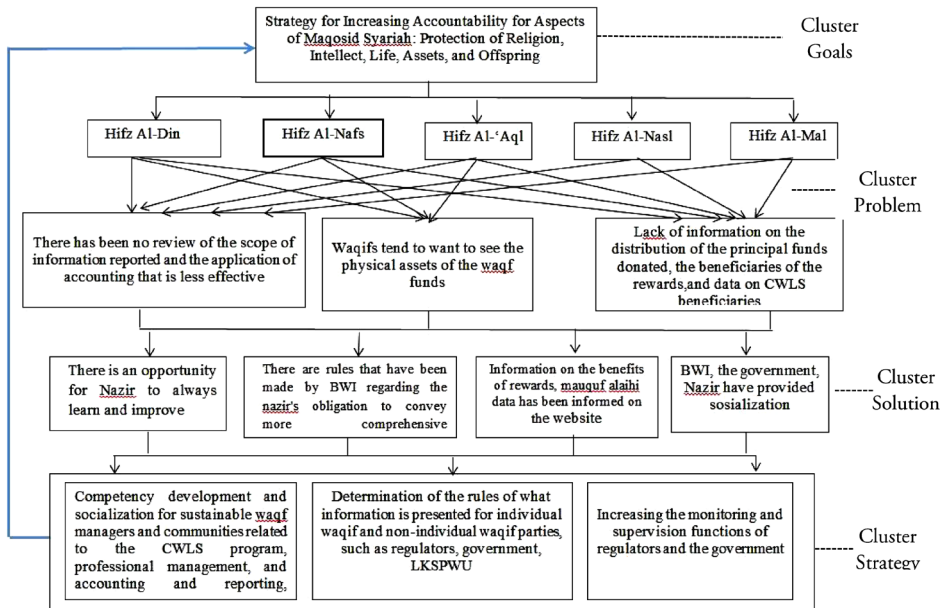 Strategy for Increasing Accountability for Aspects
of Maqosid Syariah: Protection of Religion,
Intellect, Life, Assets, and Offspring
Cluster
Goals
Hifz Al-Din
Hifz Al-Nafs
Hifz Al-‘Aql
Hifz Al-Nasl
Hifz Al-Mal
Cluster
Problem
There has been no review of the scope of
information reported and the application of
accounting that is less effective
Waqifs tend to want to see the
physical assets of the waqf
funds
Lack of information on the
distribution of the principal funds
donated, the beneficiaries of the
rewards,and data on CWLS
beneficiaries
There is an opportunity
for Nazir to always
learn and improve
There are rules that have been
made by BWI regarding the
nazir's obligation to convey
more comprehensive
Information on the benefits
of rewards, mauquf alaihi
data has been informed on
the website
BWI, the government,
Nazir have provided
sosialization
Cluster
Solution
Competency development and
socialization for sustainable waqf
managers and communities related
to the CWLS program,
professional management, and
accounting and reporting,
Determination of the rules of what
information is presented for individual
waqif and non-individual waqif parties,
such as regulators, government,
LKSPWU
Increasing the monitoring and
supervision functions of
regulators and the government
Cluster
Strategy